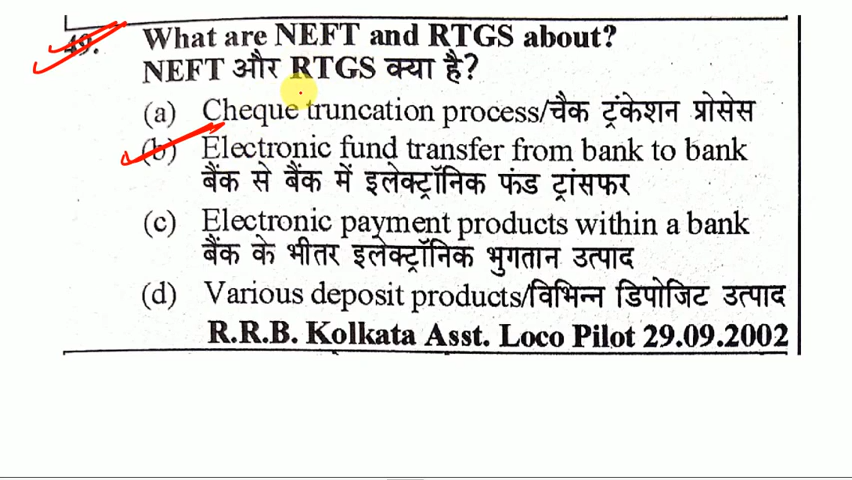 49. What are NEFT and RTGS about?
NEFT और RTGS क्या है?
(a) Cheque truncation process/चैक ट्रंकेशन प्रोसेस
(b) Electronic fund transfer from bank to bank
बैंक से बैंक में इलेक्ट्रॉनिक फंड ट्रांसफर
(c) Electronic payment products within a bank
बैंक के भीतर इलेक्ट्रॉनिक भुगतान उत्पाद
(d) Various deposit products/विभिन्न डिपोजिट उत्पाद
R.R.B. Kolkata Asst. Loco Pilot 29.09.2002